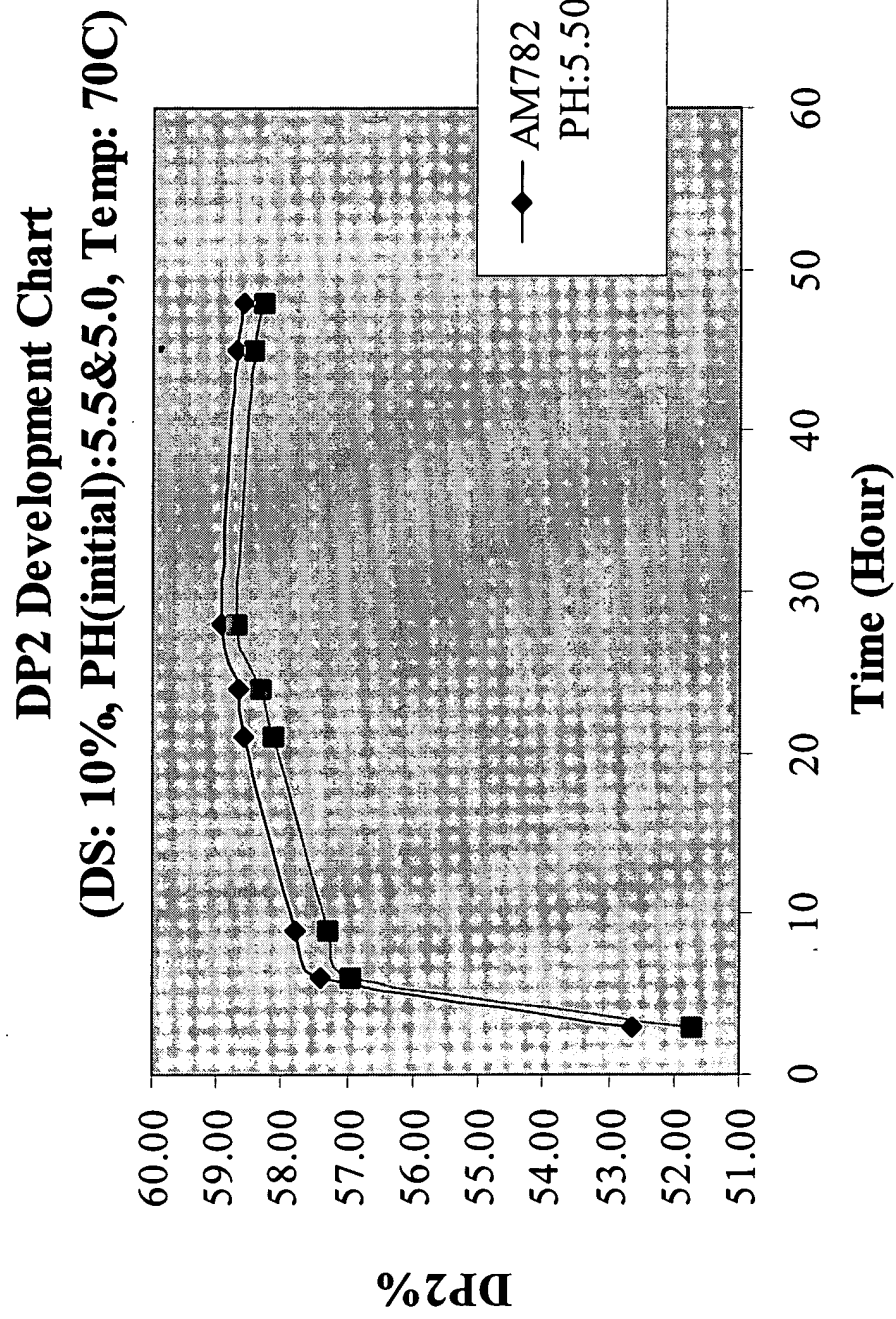 DP2 Development Chart
(DS: 10%, PH(initial):5.5&5.0, Temp: 70C)
60.00
59.00
58.00
57.00
56.00
55.00
54.00
53.00
52.00
51.00
DP2%
0
10
20
30
40
50
60
Time (Hour)
AM782
PH:5.50